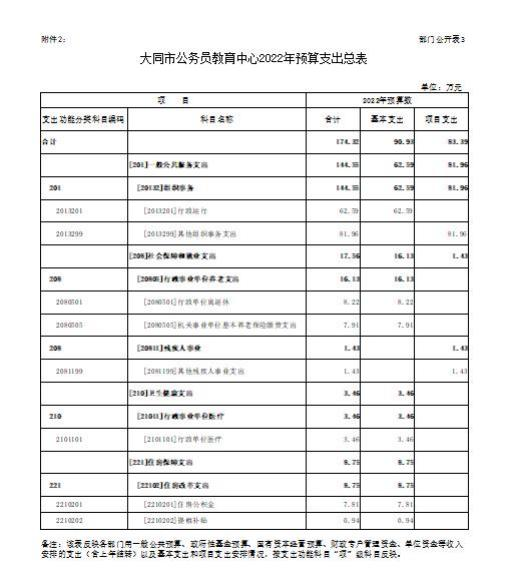 附件2：
部门公开表3
大同市公务员教育中心2022年预算支出总表
单位：万元
项 目 2022年预算数
支出功能分类科目编码 科目名称 合计 基本支出 项目支出
合计 174.32 90.93 83.39
[201]一般公共服务支出 144.55 62.59 81.96
201 [20132]组织事务 144.55 62.59 81.96
2013201 [2013201]行政运行 62.59 62.59
2013299 [2013299]其他组织事务支出 81.96 81.96
[208]社会保障和就业支出 17.56 16.13 1.43
208 [20805]行政事业单位养老支出 16.13 16.13
2080501 [2080501]行政单位离退休 8.22 8.22
2080505 [2080505]机关事业单位基本养老保险缴费支出 7.91 7.91
208 [20811]残疾人事业 1.43 1.43
2081199 [2081199]其他残疾人事业支出 1.43 1.43
[210]卫生健康支出 3.46 3.46
210 [21011]行政事业单位医疗 3.46 3.46
2101101 [2101101]行政单位医疗 3.46 3.46
[221]住房保障支出 8.75 8.75
221 [22102]住房改革支出 8.75 8.75
2210201 [2210201]住房公积金 7.81 7.81
2210202 [2210202]提租补贴 0.94 0.94
备注：该表反映各部门用一般公共预算、政府性基金预算、国有资本经营预算、财政专户管理资金、单位资金等收入
安排的支出（含上年结转）以及基本支出和项目支出安排情况，按支出功能科目“项”级科目反映。